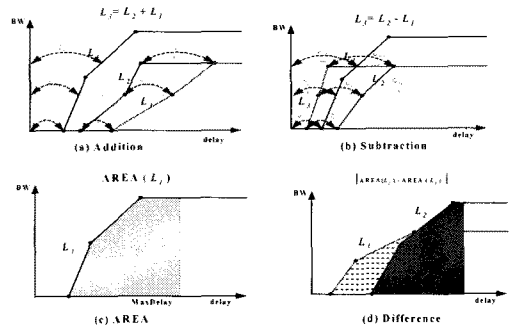 L₃ = L₂ + L₁
BW
L₁
L₂
L₃
delay
(a) Addition
L₃ = L₂ - L₁
BW
L₃
L₂
delay
(b) Subtraction
AREA (L₁)
BW
L₁
MaxDelay
delay
(c) AREA
| AREA(L₂) - AREA(L₁) |
BW
L₁
L₂
delay
(d) Difference